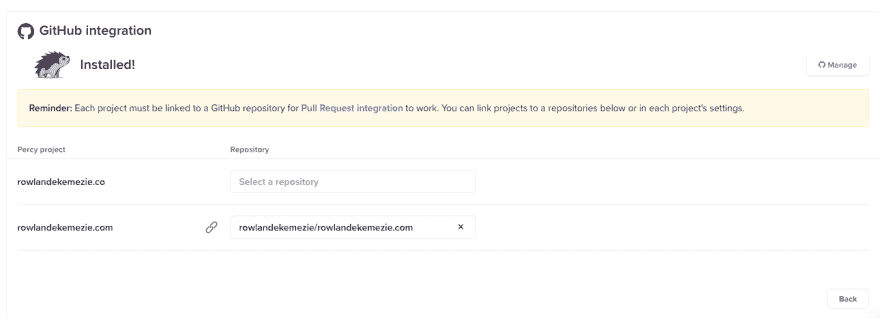 GitHub integration
Installed!
Manage
Reminder: Each project must be linked to a GitHub repository for Pull Request integration to work. You can link projects to a repositories below or in each project's settings.
Percy project Repository
rowlandekemezie.co Select a repository
rowlandekemezie.com rowlandekemezie/rowlandekemezie.com ×
Back